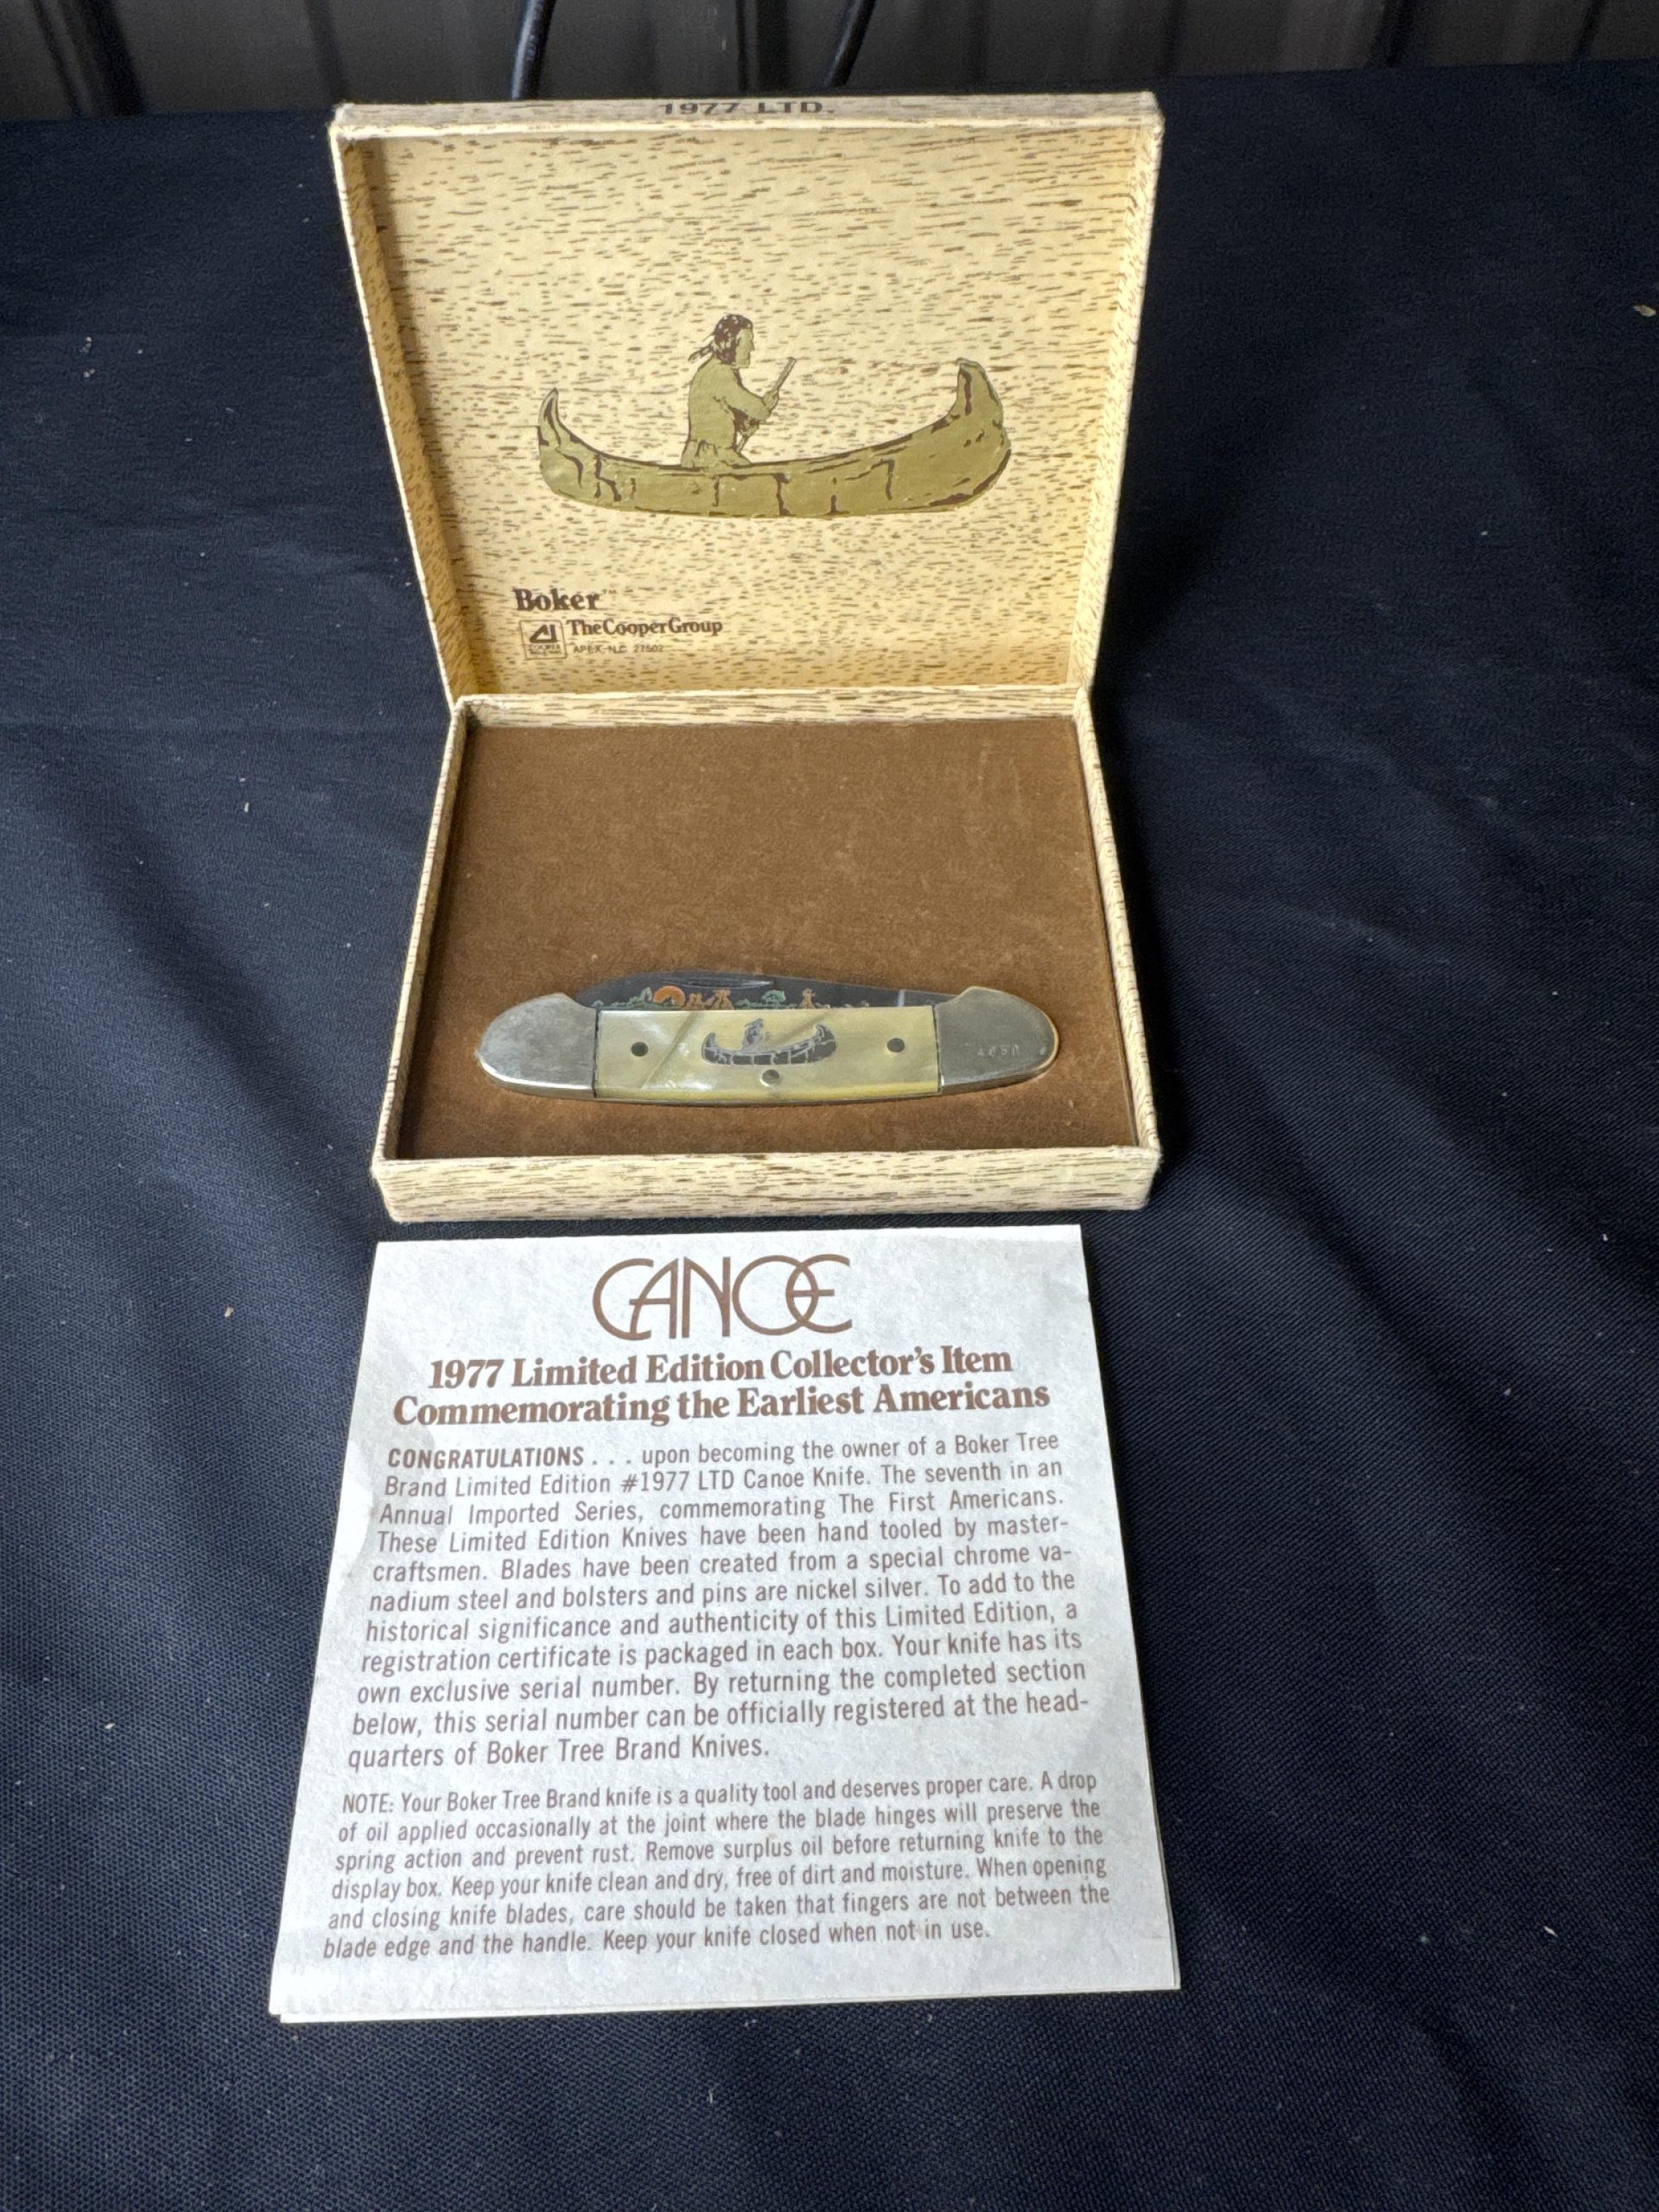 1977 LTD.
Boker
The Cooper Group
APEX, N.C. 27502
CANOE
1977 Limited Edition Collector's Item
Commemorating the Earliest Americans
CONGRATULATIONS . . . upon becoming the owner of a Boker Tree
Brand Limited Edition #1977 LTD Canoe Knife. The seventh in an
Annual Imported Series, commemorating The First Americans.
These Limited Edition Knives have been hand tooled by master-
craftsmen. Blades have been created from a special chrome va-
nadium steel and bolsters and pins are nickel silver. To add to the
historical significance and authenticity of this Limited Edition, a
registration certificate is packaged in each box. Your knife has its
own exclusive serial number. By returning the completed section
below, this serial number can be officially registered at the head-
quarters of Boker Tree Brand Knives.
NOTE: Your Boker Tree Brand knife is a quality tool and deserves proper care. A drop
of oil applied occasionally at the joint where the blade hinges will preserve the
spring action and prevent rust. Remove surplus oil before returning knife to the
display box. Keep your knife clean and dry, free of dirt and moisture. When opening
and closing knife blades, care should be taken that fingers are not between the
blade edge and the handle. Keep your knife closed when not in use.